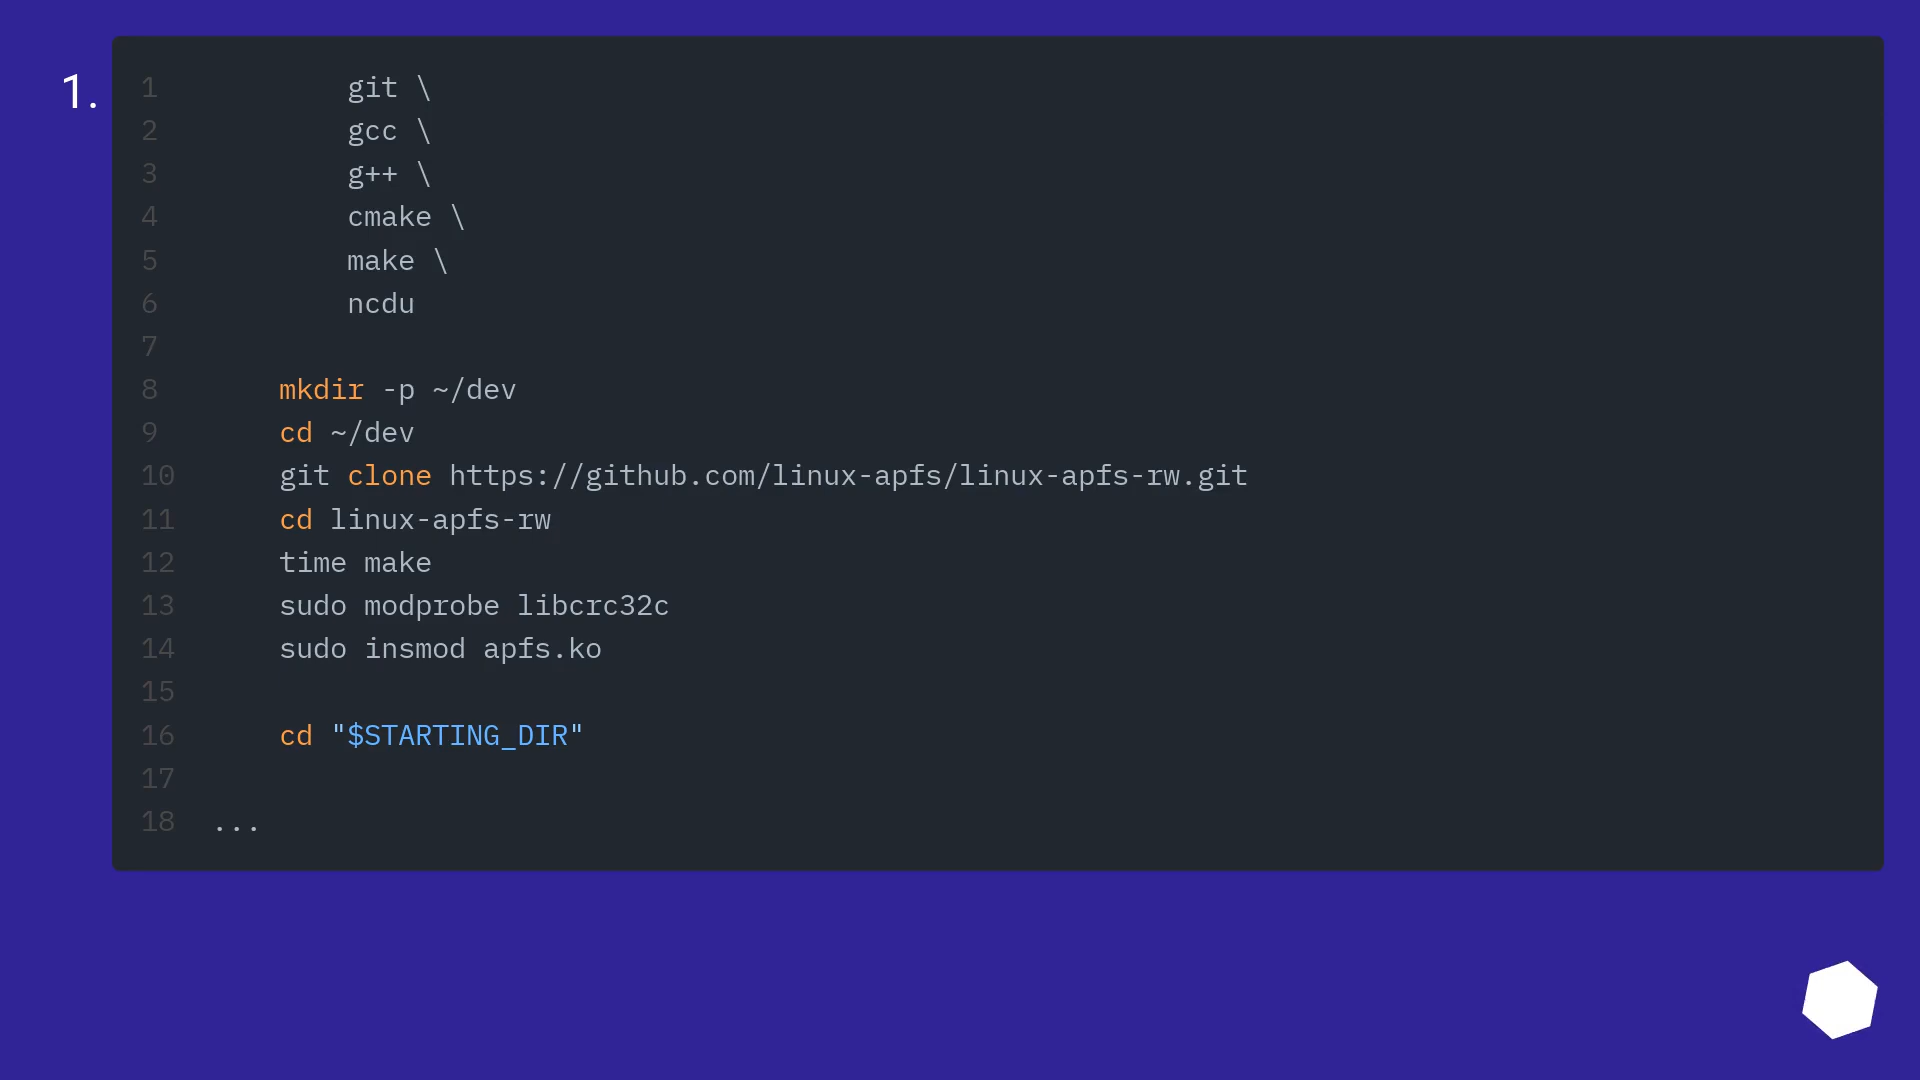 1.
1 git \
2 gcc \
3 g++ \
4 cmake \
5 make \
6 ncdu
7
8 mkdir -p ~/dev
9 cd ~/dev
10 git clone https://github.com/linux-apfs/linux-apfs-rw.git
11 cd linux-apfs-rw
12 time make
13 sudo modprobe libcrc32c
14 sudo insmod apfs.ko
15
16 cd "$STARTING_DIR"
17
18 ...